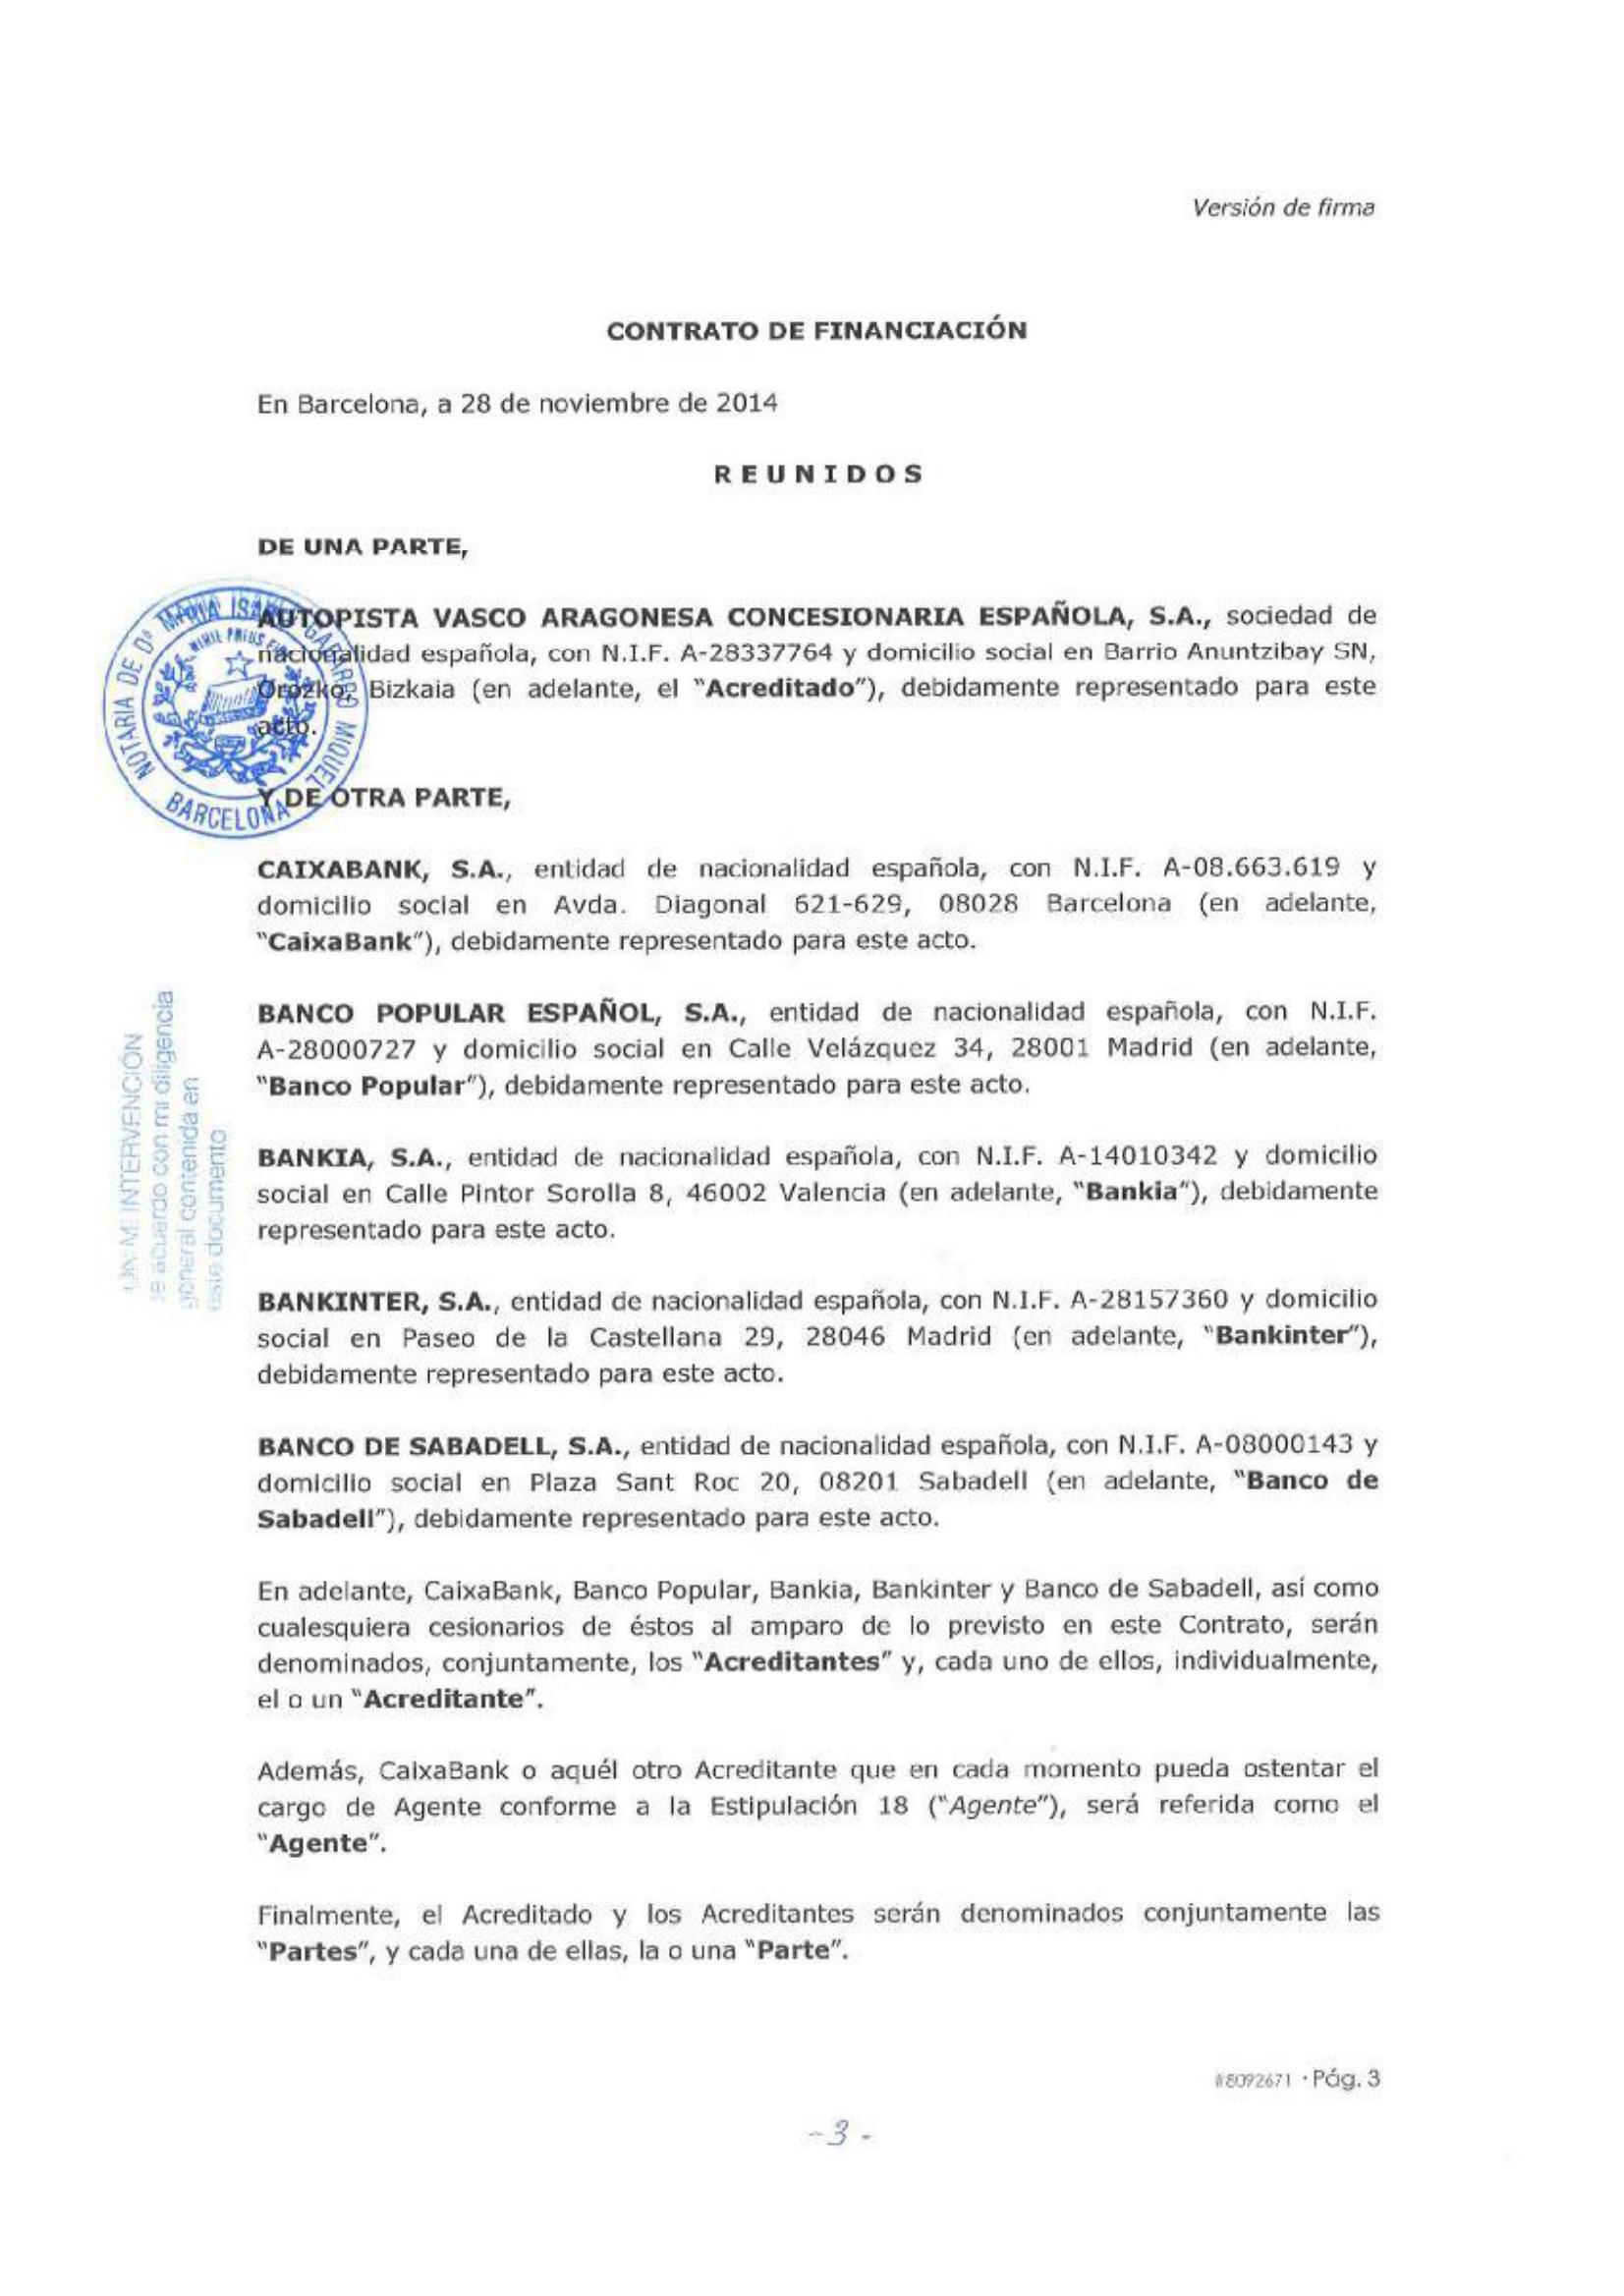 Versión de firma
CONTRATO DE FINANCIACIÓN
En Barcelona, a 28 de noviembre de 2014
R E U N I D O S
DE UNA PARTE,
AUTOPISTA VASCO ARAGONESA CONCESIONARIA ESPAÑOLA, S.A., sociedad de
nacionalidad española, con N.I.F. A-28337764 y domicilio social en Barrio Anuntzibay SN,
Orozko, Bizkaia (en adelante, el "Acreditado"), debidamente representado para este
acto.
NOTARIA DE Dª MARIA ISABEL GABARRO MIQUEL
BARCELONA
NIHIL PRIUS FIDE
Y DE OTRA PARTE,
CAIXABANK, S.A., entidad de nacionalidad española, con N.I.F. A-08.663.619 y
domicilio social en Avda. Diagonal 621-629, 08028 Barcelona (en adelante,
"CaixaBank"), debidamente representado para este acto.
BANCO POPULAR ESPAÑOL, S.A., entidad de nacionalidad española, con N.I.F.
A-28000727 y domicilio social en Calle Velázquez 34, 28001 Madrid (en adelante,
"Banco Popular"), debidamente representado para este acto.
CON MI INTERVENCIÓN
de acuerdo con mi diligencia
general contenida en
este documento
BANKIA, S.A., entidad de nacionalidad española, con N.I.F. A-14010342 y domicilio
social en Calle Pintor Sorolla 8, 46002 Valencia (en adelante, "Bankia"), debidamente
representado para este acto.
BANKINTER, S.A., entidad de nacionalidad española, con N.I.F. A-28157360 y domicilio
social en Paseo de la Castellana 29, 28046 Madrid (en adelante, "Bankinter"),
debidamente representado para este acto.
BANCO DE SABADELL, S.A., entidad de nacionalidad española, con N.I.F. A-08000143 y
domicilio social en Plaza Sant Roc 20, 08201 Sabadell (en adelante, "Banco de
Sabadell"), debidamente representado para este acto.
En adelante, CaixaBank, Banco Popular, Bankia, Bankinter y Banco de Sabadell, así como
cualesquiera cesionarios de éstos al amparo de lo previsto en este Contrato, serán
denominados, conjuntamente, los "Acreditantes" y, cada uno de ellos, individualmente,
el o un "Acreditante".
Además, CaixaBank o aquél otro Acreditante que en cada momento pueda ostentar el
cargo de Agente conforme a la Estipulación 18 ("Agente"), será referida como el
"Agente".
Finalmente, el Acreditado y los Acreditantes serán denominados conjuntamente las
"Partes", y cada una de ellas, la o una "Parte".
#8092671 · Pág. 3
-3-